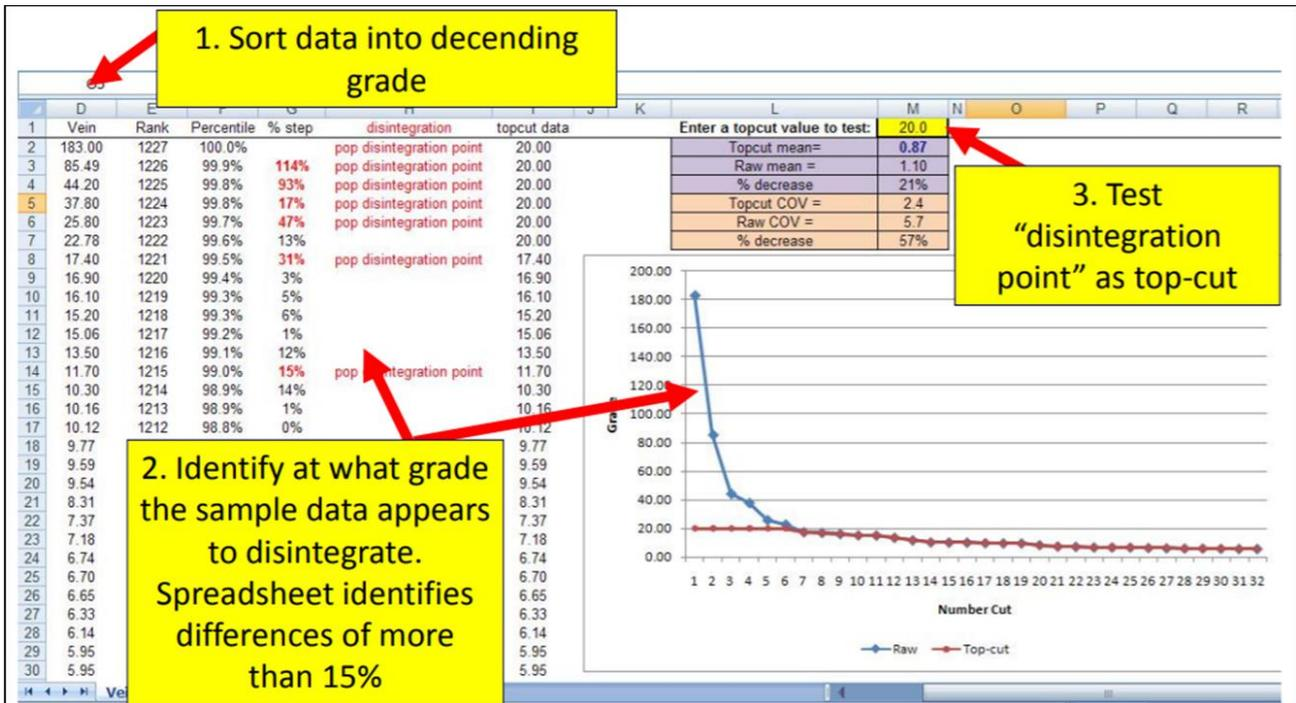 1. Sort data into decending
grade
D E F G H I J K L M N O P Q R
1 Vein Rank Percentile % step disintegration topcut data Enter a topcut value to test: 20.0
2 183.00 1227 100.0% pop disintegration point 20.00 Topcut mean= 0.87
3 85.49 1226 99.9% 114% pop disintegration point 20.00 Raw mean = 1.10
4 44.20 1225 99.8% 93% pop disintegration point 20.00 % decrease 21%
5 37.80 1224 99.8% 17% pop disintegration point 20.00 Topcut COV = 2.4
6 25.80 1223 99.7% 47% pop disintegration point 20.00 Raw COV = 5.7
7 22.78 1222 99.6% 13% 20.00 % decrease 57%
8 17.40 1221 99.5% 31% pop disintegration point 17.40
9 16.90 1220 99.4% 3% 16.90
10 16.10 1219 99.3% 5% 16.10
11 15.20 1218 99.3% 6% 15.20
12 15.06 1217 99.2% 1% 15.06
13 13.50 1216 99.1% 12% 13.50
14 11.70 1215 99.0% 15% pop disintegration point 11.70
15 10.30 1214 98.9% 14% 10.30
16 10.16 1213 98.9% 1% 10.16
17 10.12 1212 98.8% 0% 10.12
18 9.77 9.77
19 9.59 9.59
20 9.54 9.54
21 8.31 8.31
22 7.37 7.37
23 7.18 7.18
24 6.74 6.74
25 6.70 6.70
26 6.65 6.65
27 6.33 6.33
28 6.14 6.14
29 5.95 5.95
30 5.95 5.95
3. Test
“disintegration
point” as top-cut
2. Identify at what grade
the sample data appears
to disintegrate.
Spreadsheet identifies
differences of more
than 15%
200.00
180.00
160.00
140.00
120.00
100.00
80.00
60.00
40.00
20.00
0.00
Grade
1 2 3 4 5 6 7 8 9 10 11 12 13 14 15 16 17 18 19 20 21 22 23 24 25 26 27 28 29 30 31 32
Number Cut
Raw Top-cut